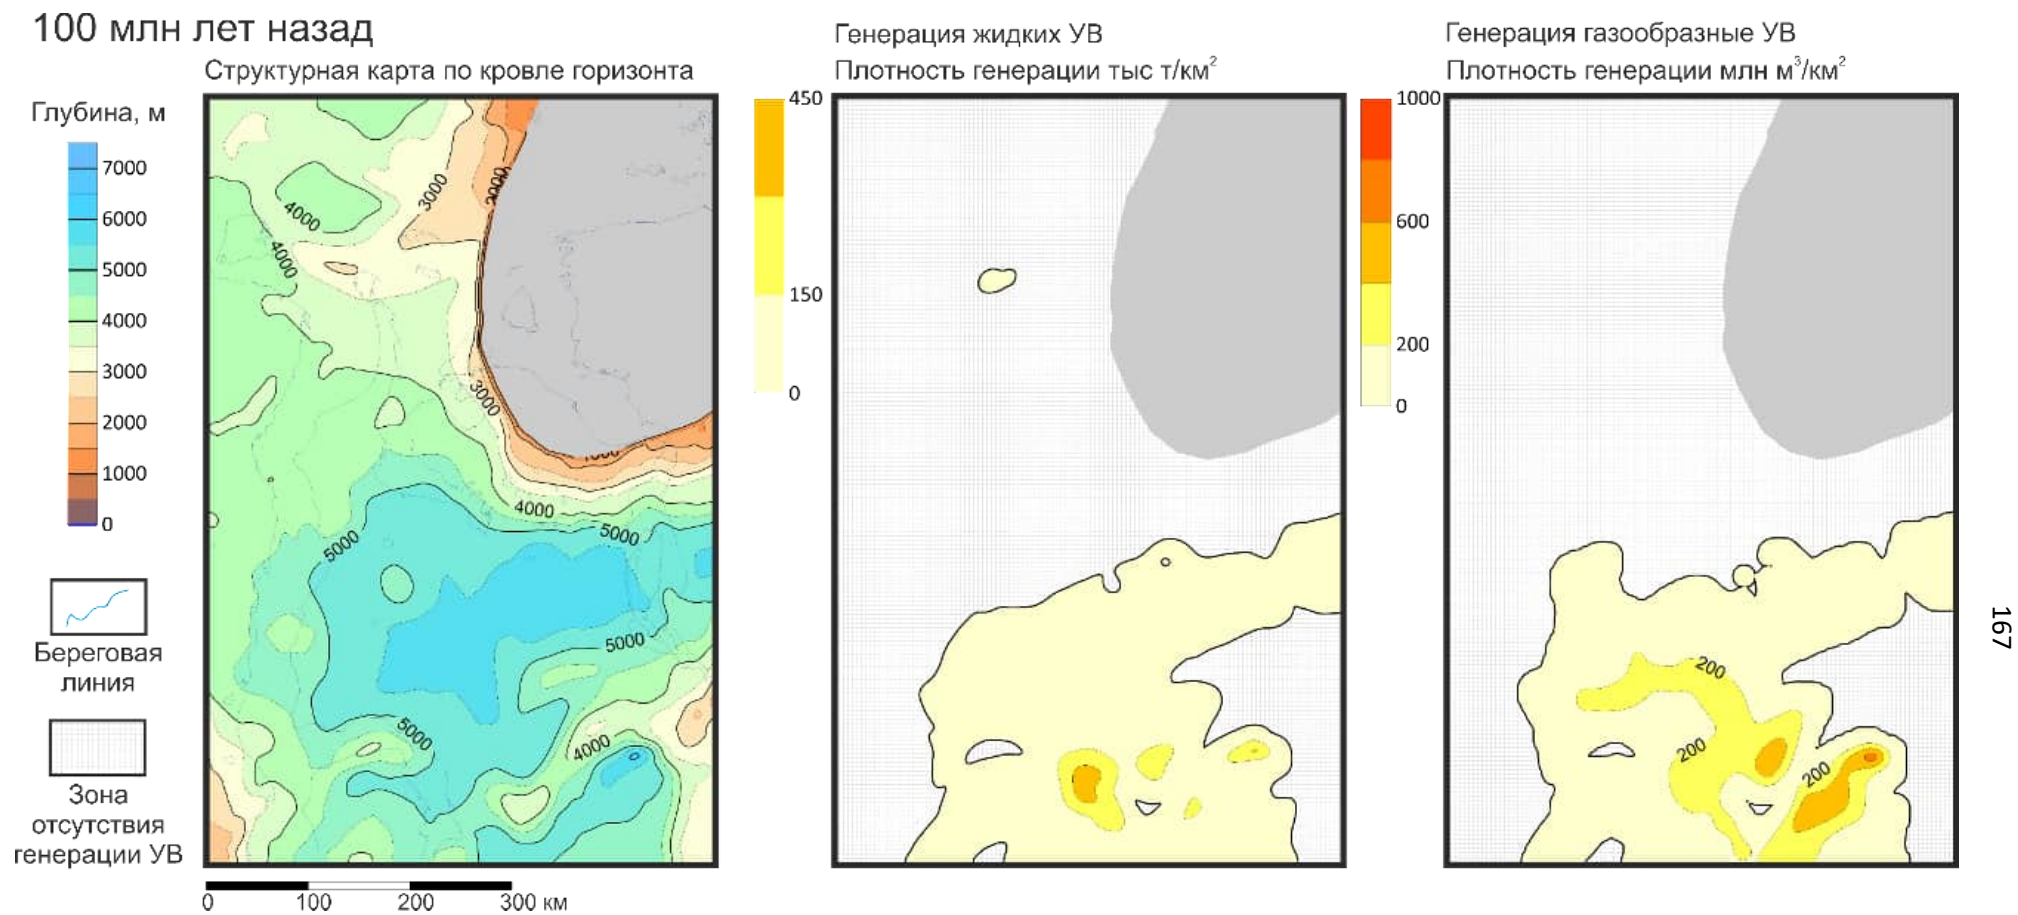 100 млн лет назад
Структурная карта по кровле горизонта
Глубина, м
7000
6000
5000
4000
3000
2000
1000
0
Береговая
линия
Зона
отсутствия
генерации УВ
4000
4000
3000
2000
3000
1000
4000
5000
5000
5000
5000
4000
0
100
200
300 км
Генерация жидких УВ
Плотность генерации тыс т/км²
450
150
0
Генерация газообразные УВ
Плотность генерации млн м³/км²
1000
600
200
0
200
200
200
167